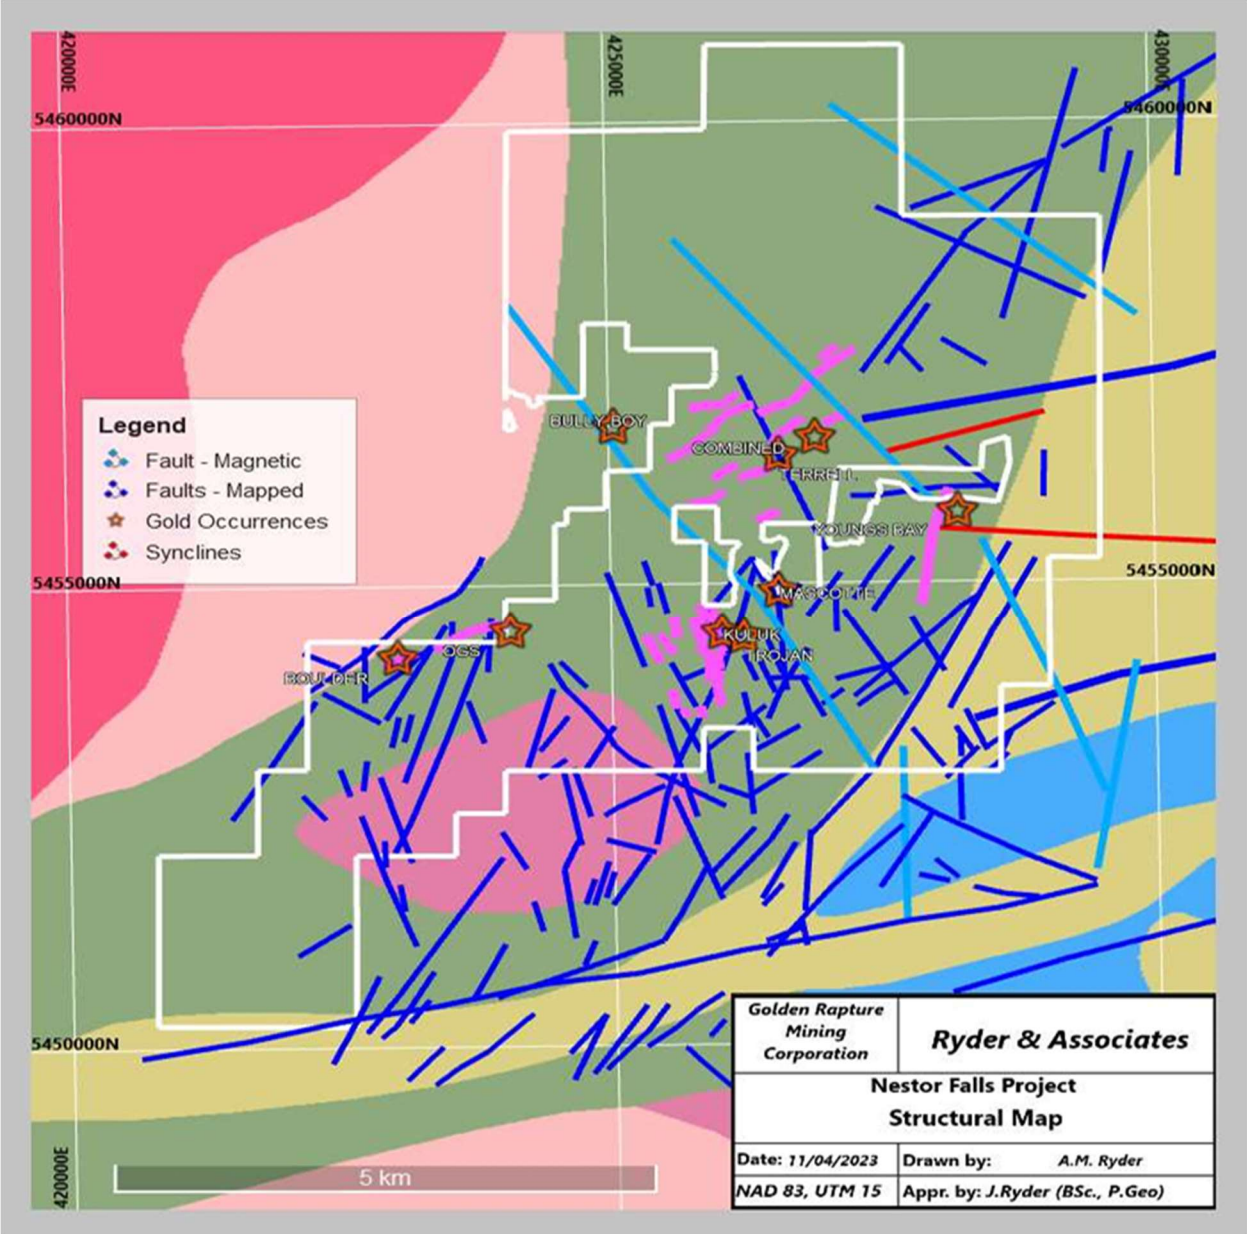 420000E
425000E
430000E
5460000N
5460000N
Legend
Fault - Magnetic
Faults - Mapped
Gold Occurrences
Synclines
BULLY BOY
COMBINED
TERRELL
YOUNGS BAY
5455000N
5455000N
MASCOTTE
KULUK
TROJAN
OGS
BOULDER
5450000N
420000E
5 km
Golden Rapture
Mining
Corporation
Ryder & Associates
Nestor Falls Project
Structural Map
Date: 11/04/2023
Drawn by: A.M. Ryder
NAD 83, UTM 15
Appr. by: J.Ryder (BSc., P.Geo)